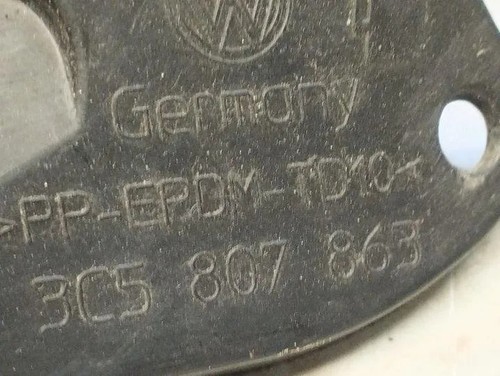 Germany
>PP-EPDM-TD10<
3C5 807 863